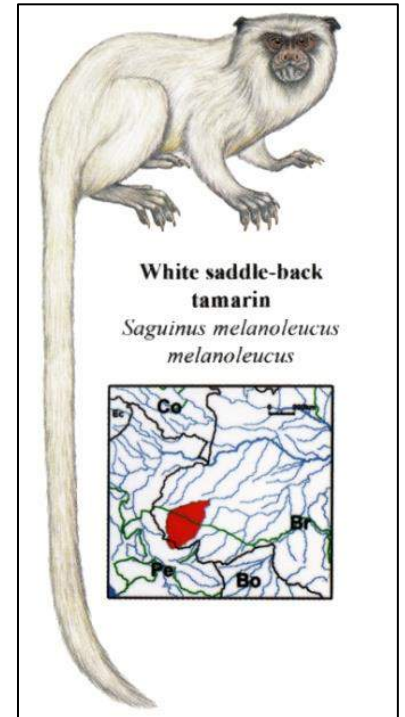 White saddle-back
tamarin
Saguinus melanoleucus
melanoleucus
Ec
Co
Br
Pe
Bo